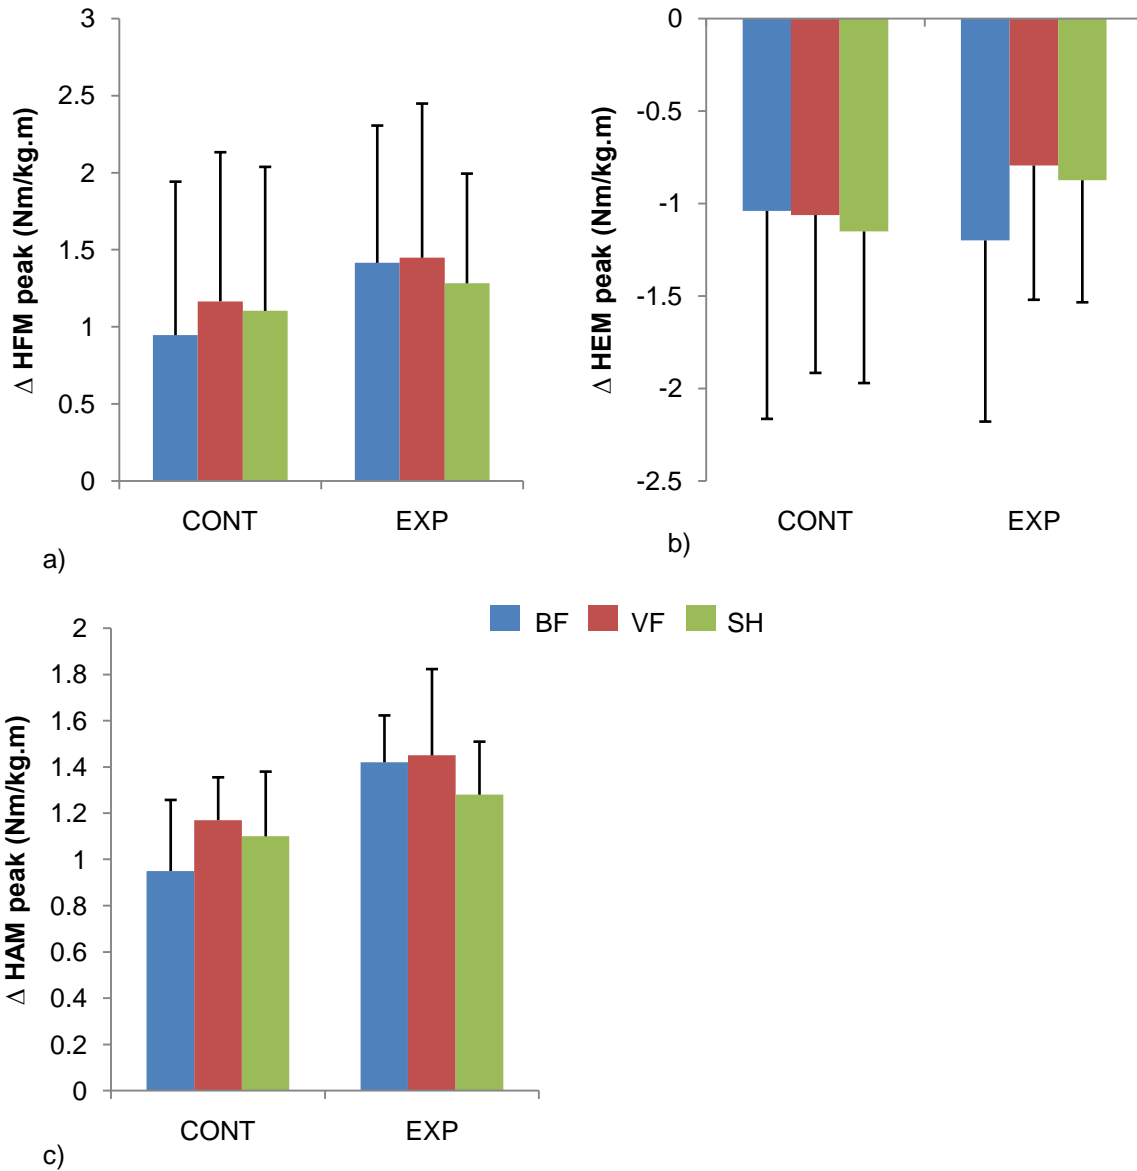 Δ HFM peak (Nm/kg.m)
3
2.5
2
1.5
1
0.5
0
CONT EXP
a)
Δ HEM peak (Nm/kg.m)
0
-0.5
-1
-1.5
-2
-2.5
CONT EXP
b)
BF VF SH
Δ HAM peak (Nm/kg.m)
2
1.8
1.6
1.4
1.2
1
0.8
0.6
0.4
0.2
0
CONT EXP
c)